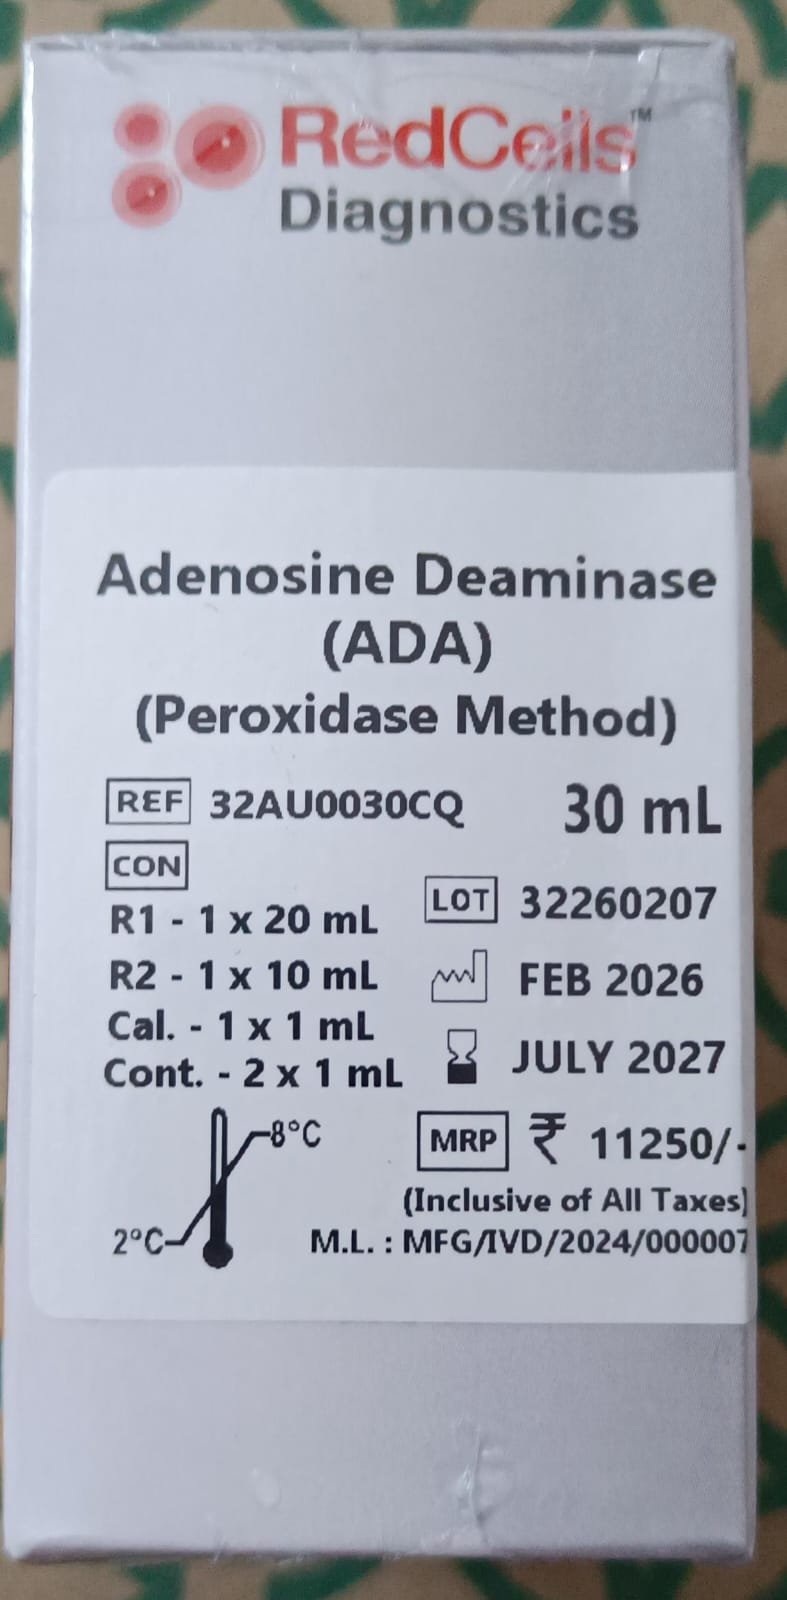 RedCells™
Diagnostics
Adenosine Deaminase
(ADA)
(Peroxidase Method)
REF 32AU0030CQ 30 mL
CON
R1 - 1 x 20 mL
R2 - 1 x 10 mL
Cal. - 1 x 1 mL
Cont. - 2 x 1 mL
LOT 32260207
FEB 2026
JULY 2027
8°C
2°C
MRP ₹ 11250/-
(Inclusive of All Taxes)
M.L. : MFG/IVD/2024/000007